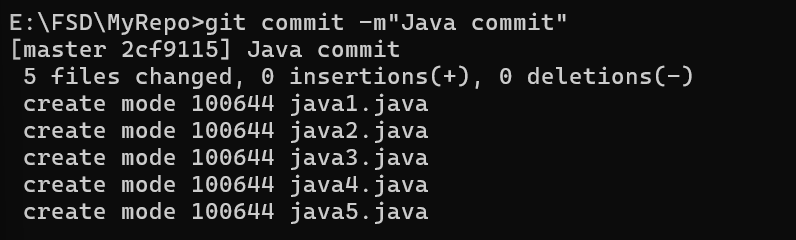 E:\FSD\MyRepo>git commit -m"Java commit"
[master 2cf9115] Java commit
 5 files changed, 0 insertions(+), 0 deletions(-)
 create mode 100644 java1.java
 create mode 100644 java2.java
 create mode 100644 java3.java
 create mode 100644 java4.java
 create mode 100644 java5.java